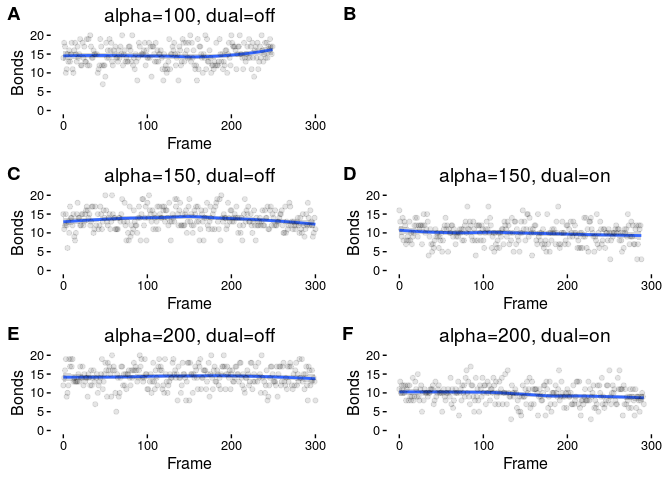 A
alpha=100, dual=off
B
Bonds
20
15
10
5
0
0
100
200
300
Frame
C
alpha=150, dual=off
Bonds
20
15
10
5
0
0
100
200
300
Frame
D
alpha=150, dual=on
Bonds
20
15
10
5
0
0
100
200
300
Frame
E
alpha=200, dual=off
Bonds
20
15
10
5
0
0
100
200
300
Frame
F
alpha=200, dual=on
Bonds
20
15
10
5
0
0
100
200
300
Frame